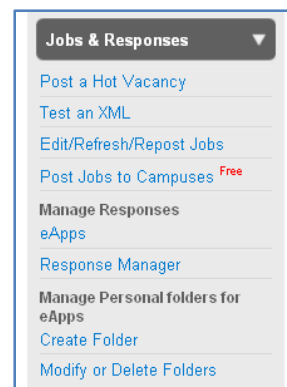 Jobs & Responses
Post a Hot Vacancy
Test an XML
Edit/Refresh/Repost Jobs
Post Jobs to Campuses Free
Manage Responses
eApps
Response Manager
Manage Personal folders for
eApps
Create Folder
Modify or Delete Folders